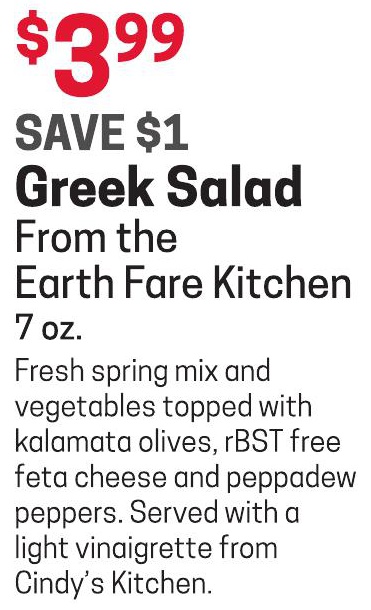 $3.99
SAVE $1
Greek Salad
From the
Earth Fare Kitchen
7 oz.
Fresh spring mix and
vegetables topped with
kalamata olives, rBST free
feta cheese and peppadew
peppers. Served with a
light vinaigrette from
Cindy's Kitchen.